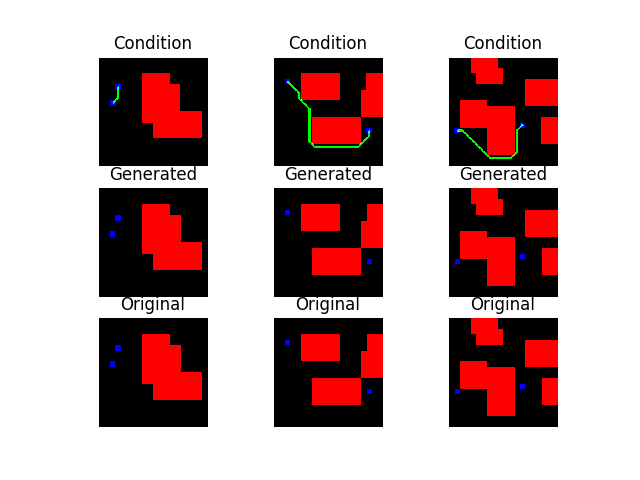 Condition Condition Condition
Generated Generated Generated
Original Original Original